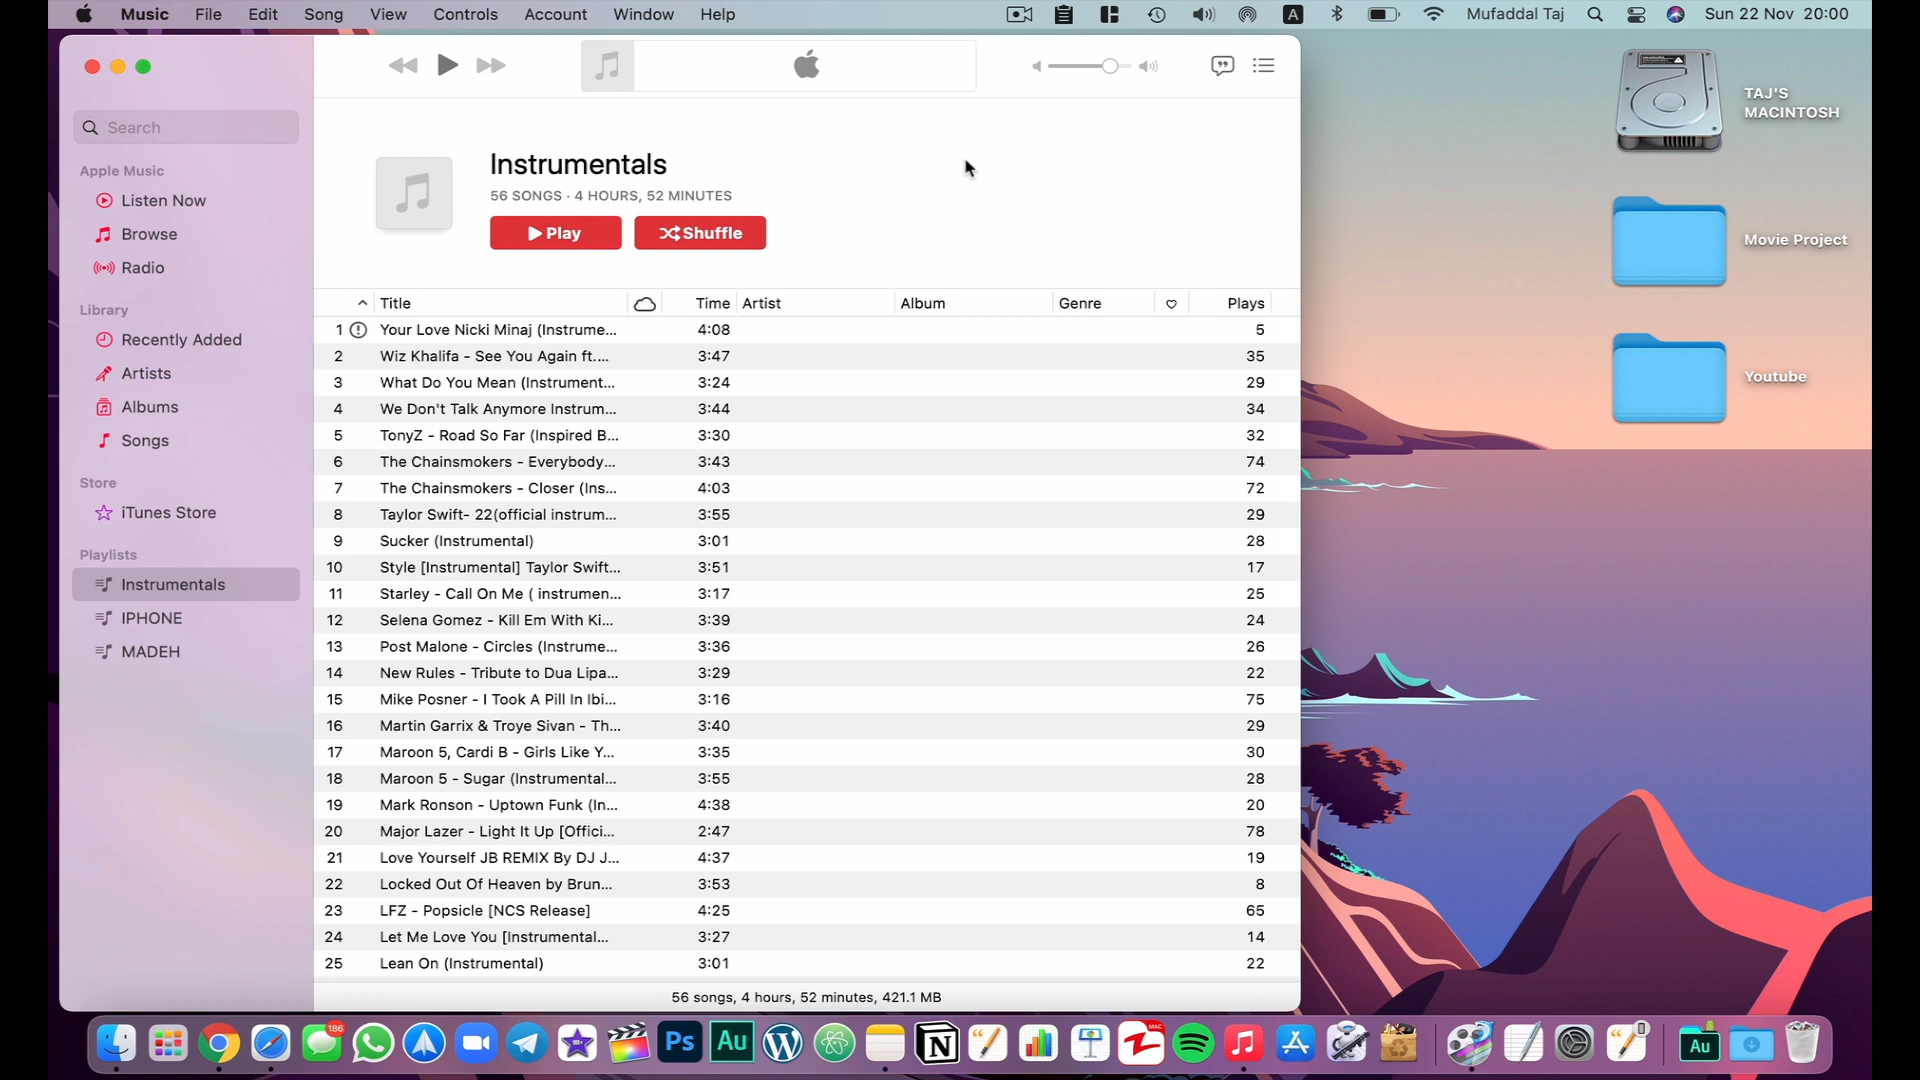 Music File Edit Song View Controls Account Window Help A Mufaddal Taj Sun 22 Nov 20:00
Search
Apple Music
Listen Now
Browse
Radio
Library
Recently Added
Artists
Albums
Songs
Store
iTunes Store
Playlists
Instrumentals
IPHONE
MADEH
Instrumentals
56 SONGS · 4 HOURS, 52 MINUTES
Play Shuffle
Title Time Artist Album Genre Plays
1 Your Love Nicki Minaj (Instrume... 4:08 5
2 Wiz Khalifa - See You Again ft.... 3:47 35
3 What Do You Mean (Instrument... 3:24 29
4 We Don't Talk Anymore Instrum... 3:44 34
5 TonyZ - Road So Far (Inspired B... 3:30 32
6 The Chainsmokers - Everybody... 3:43 74
7 The Chainsmokers - Closer (Ins... 4:03 72
8 Taylor Swift- 22(official instrum... 3:55 29
9 Sucker (Instrumental) 3:01 28
10 Style [Instrumental] Taylor Swift... 3:51 17
11 Starley - Call On Me ( instrumen... 3:17 25
12 Selena Gomez - Kill Em With Ki... 3:39 24
13 Post Malone - Circles (Instrume... 3:36 26
14 New Rules - Tribute to Dua Lipa... 3:29 22
15 Mike Posner - I Took A Pill In Ibi... 3:16 75
16 Martin Garrix & Troye Sivan - Th... 3:40 29
17 Maroon 5, Cardi B - Girls Like Y... 3:35 30
18 Maroon 5 - Sugar (Instrumental... 3:55 28
19 Mark Ronson - Uptown Funk (In... 4:38 20
20 Major Lazer - Light It Up [Offici... 2:47 78
21 Love Yourself JB REMIX By DJ J... 4:37 19
22 Locked Out Of Heaven by Brun... 3:53 8
23 LFZ - Popsicle [NCS Release] 4:25 65
24 Let Me Love You [Instrumental... 3:27 14
25 Lean On (Instrumental) 3:01 22
56 songs, 4 hours, 52 minutes, 421.1 MB
TAJ'S
MACINTOSH
Movie Project
Youtube
186 Ps Au N MAC Au